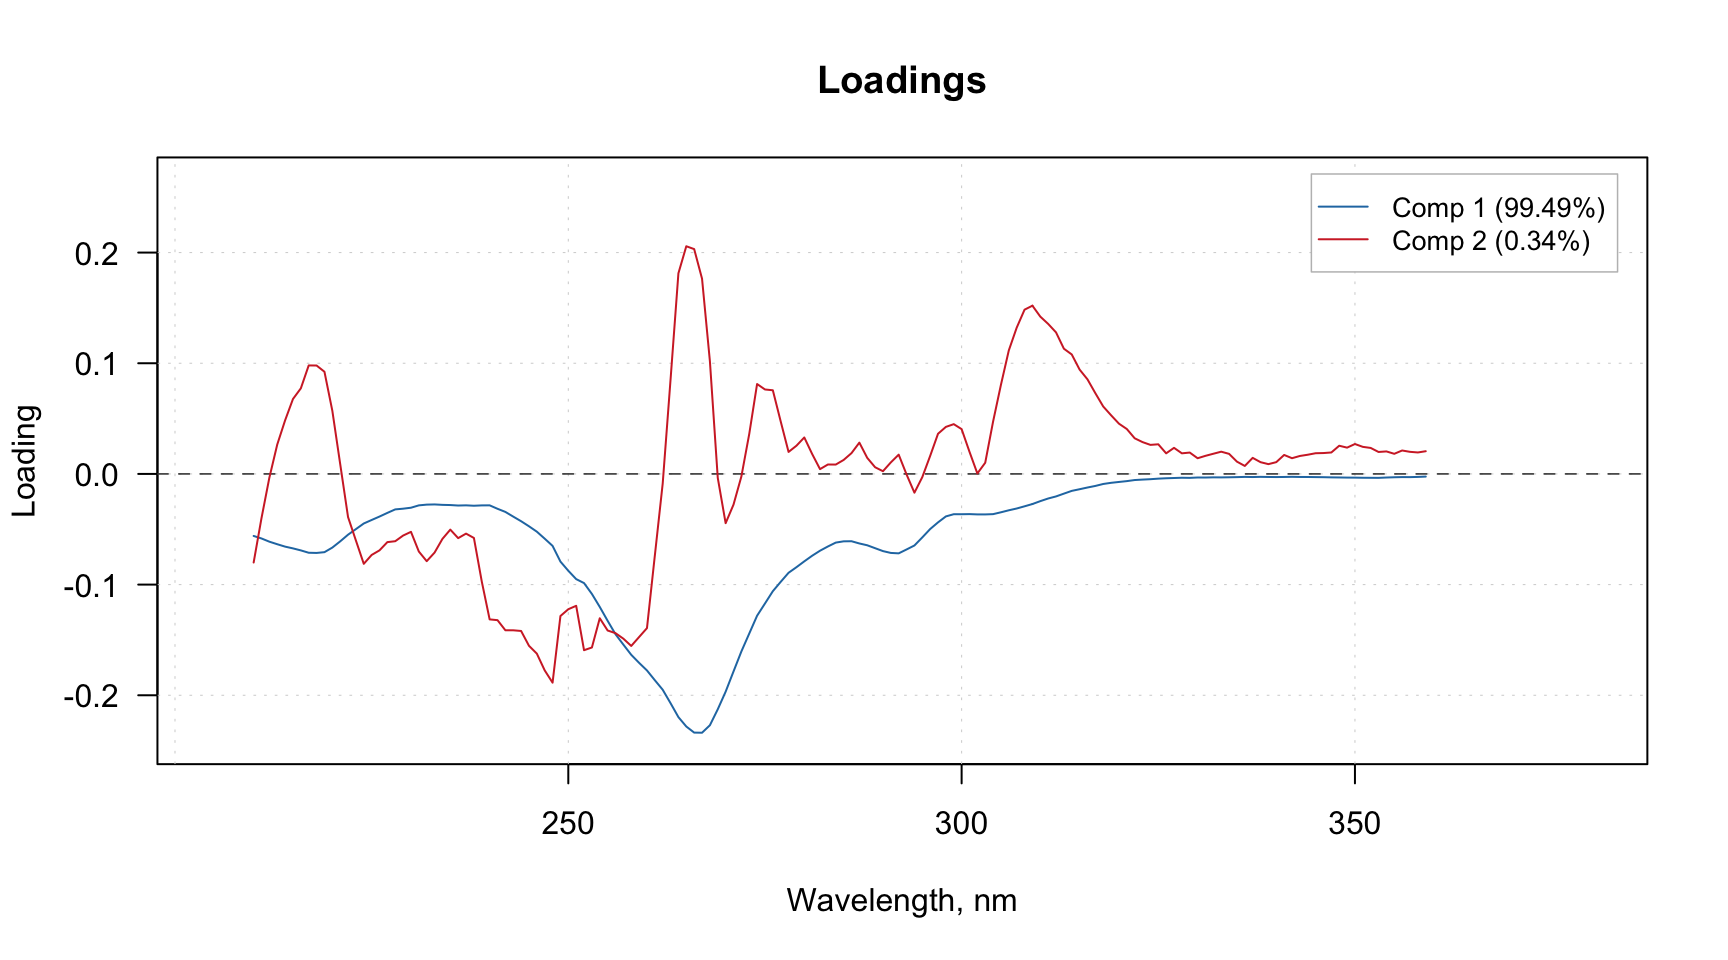 Loadings
Comp 1 (99.49%)
Comp 2 (0.34%)
0.2
0.1
0.0
-0.1
-0.2
Loading
250 300 350
Wavelength, nm